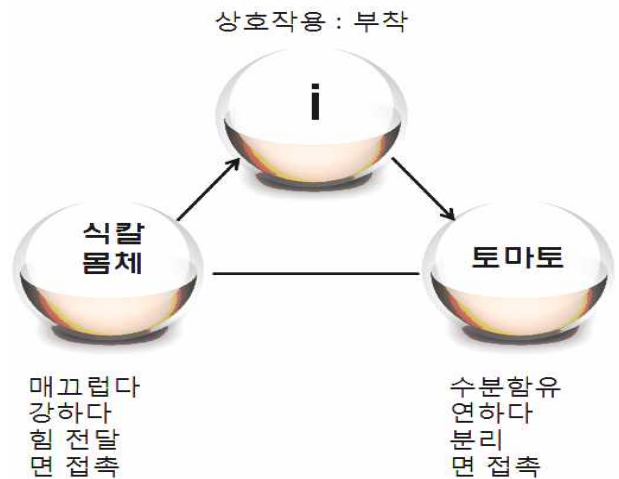 상호작용 : 부착
i
식칼
몸체
토마토
매끄럽다
강하다
힘 전달
면 접촉
수분함유
연하다
분리
면 접촉